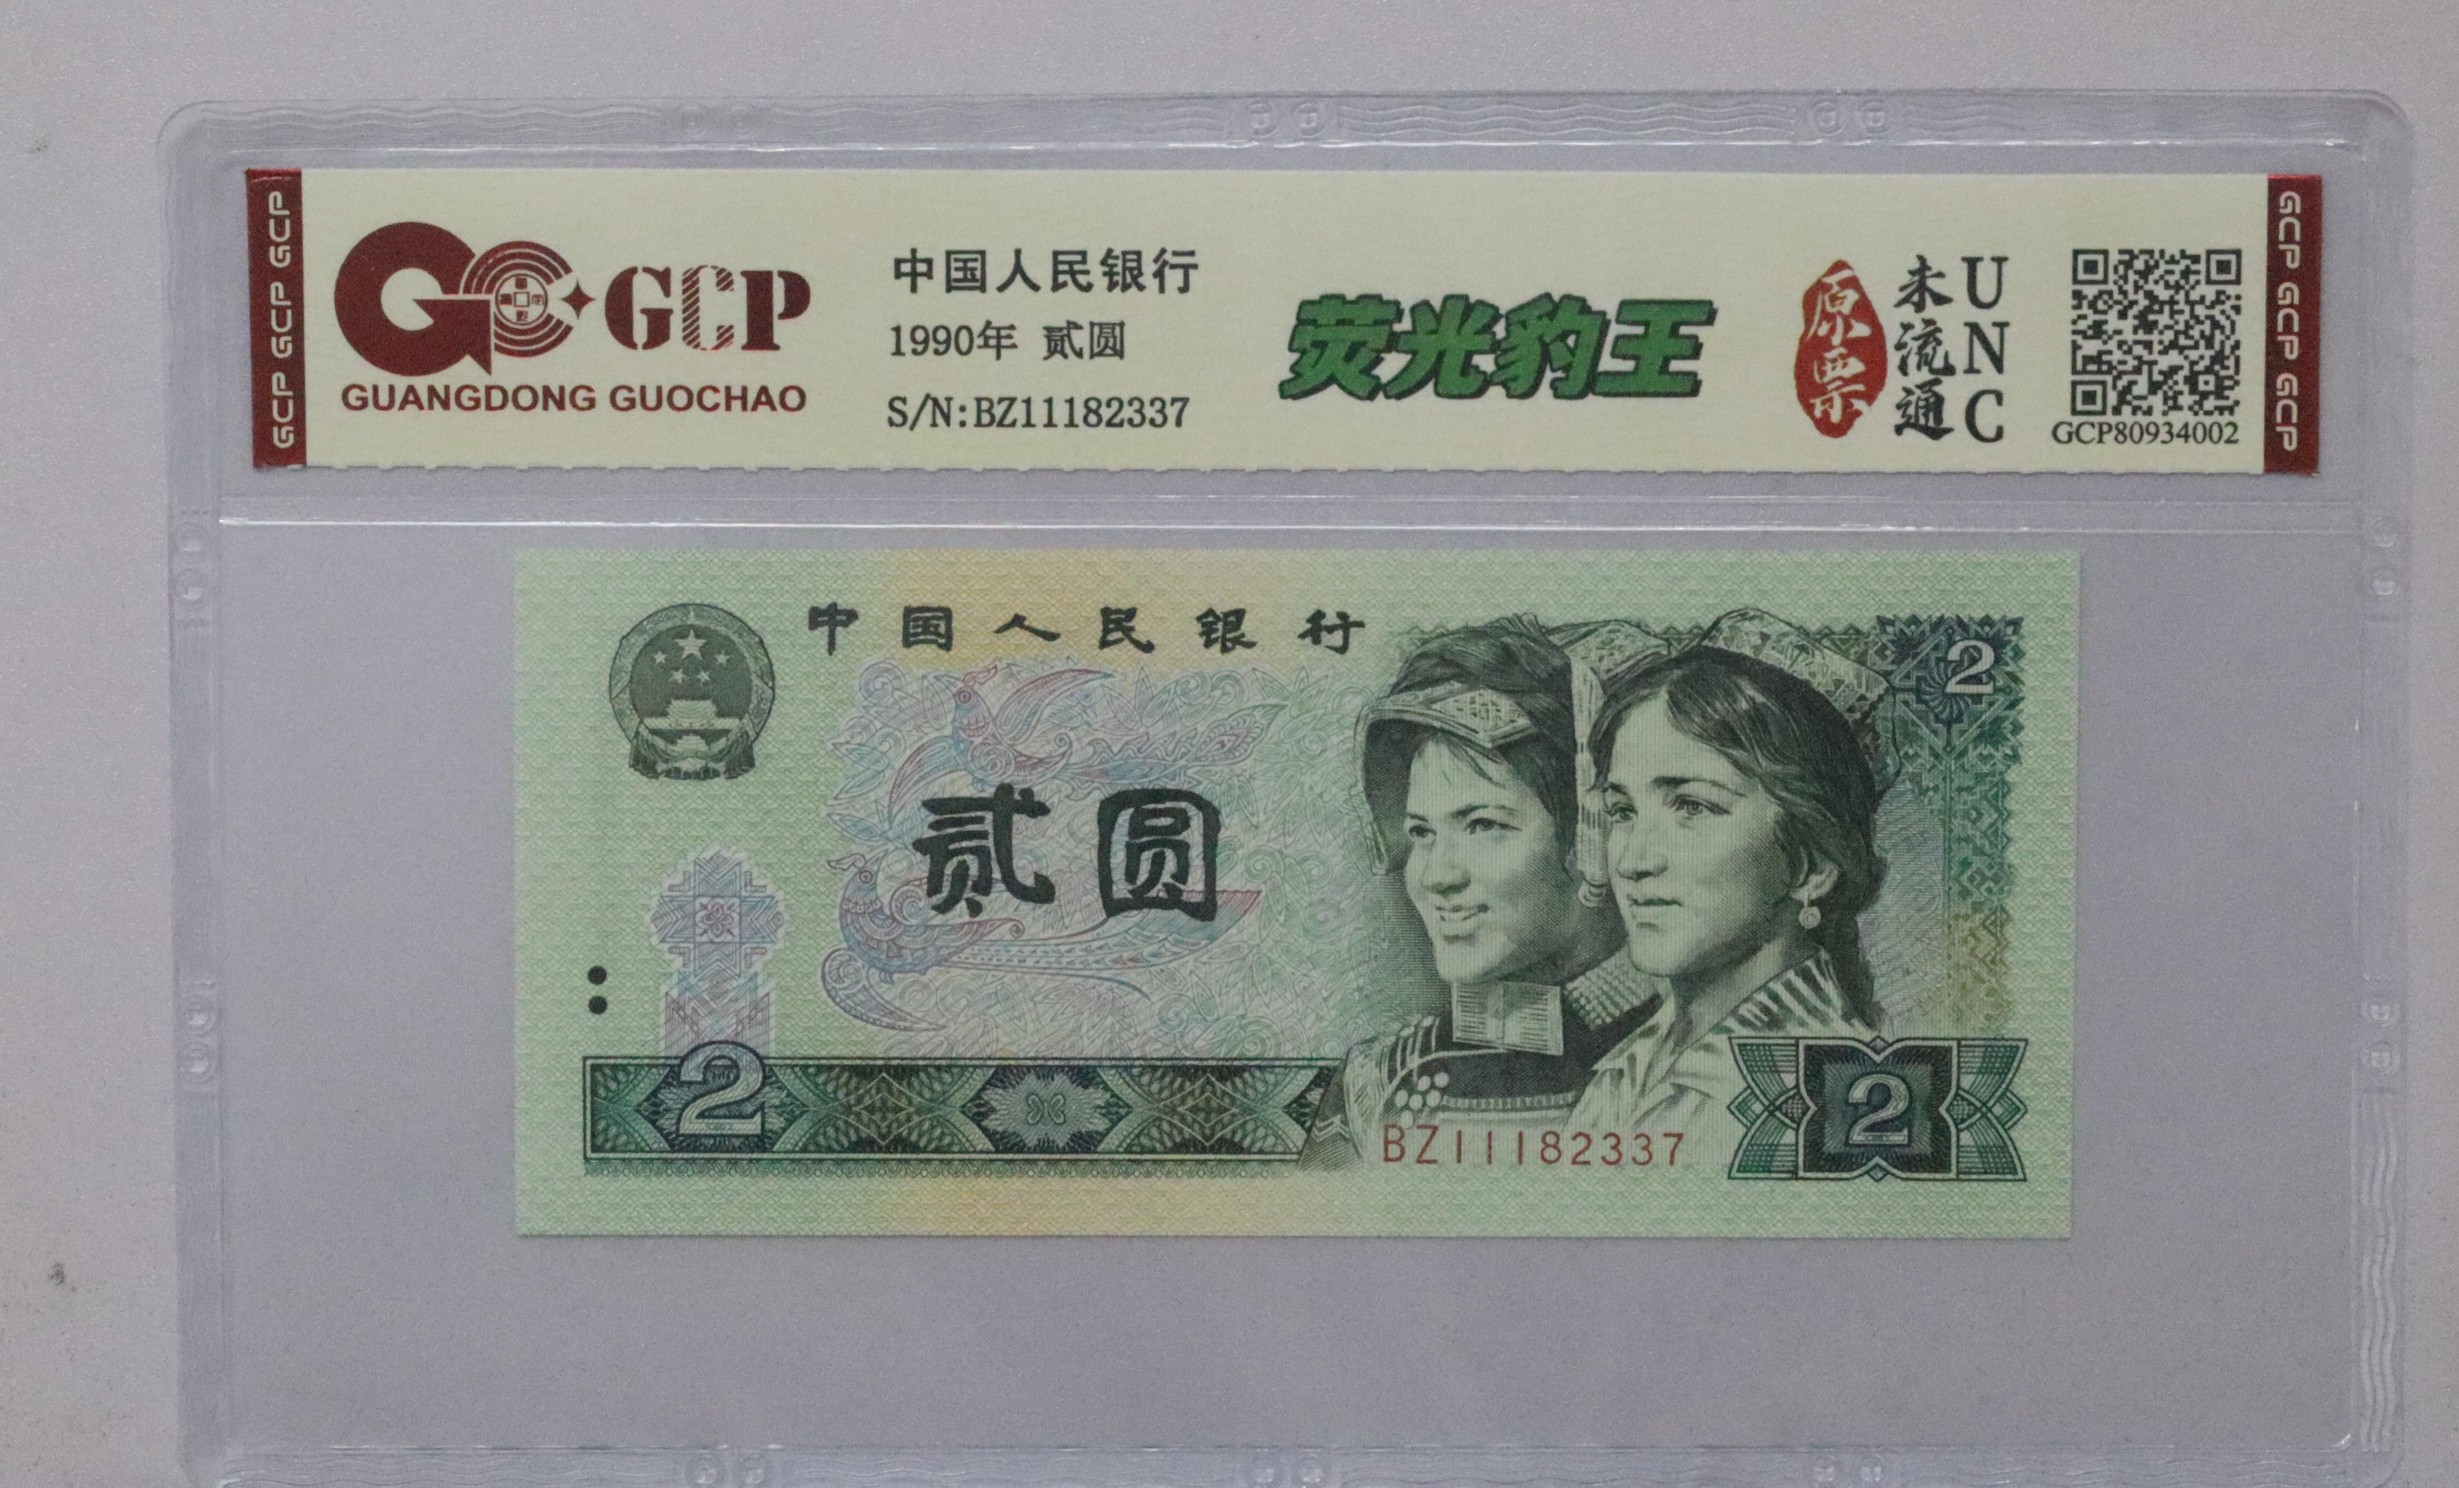 GCP GCP GCP
GCP
GUANGDONG GUOCHAO
中国人民银行
1990年 贰圆
S/N:BZ11182337
荧光豹王
原票
未流通
UNC
GCP80934002
GCP GCP GCP
中国人民银行
2
贰圆
2
BZ11182337
2